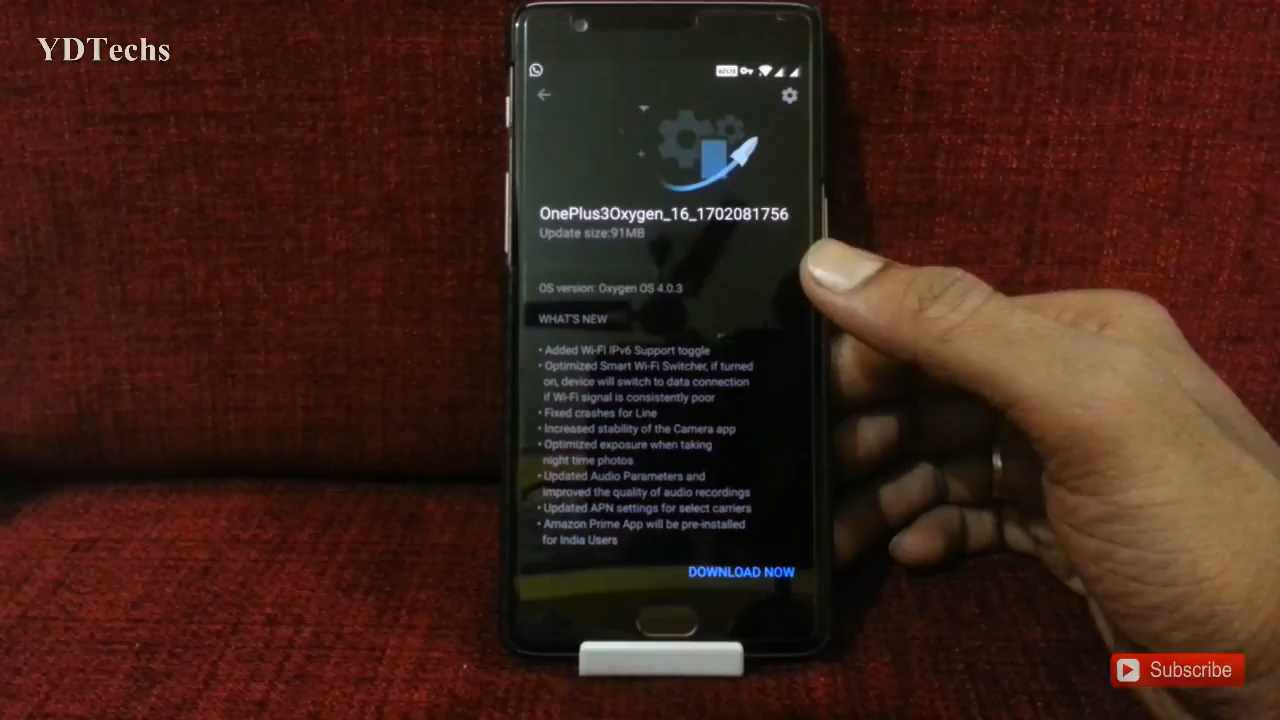 YDTechs
OnePlus3Oxygen_16_1702081756
Update size:91MB
OS version: Oxygen OS 4.0.3
WHAT'S NEW
• Added Wi-Fi IPv6 Support toggle
• Optimized Smart Wi-Fi Switcher, if turned
on, device will switch to data connection
if Wi-Fi signal is consistently poor
• Fixed crashes for Line
• Increased stability of the Camera app
• Optimized exposure when taking
night time photos
• Updated Audio Parameters and
improved the quality of audio recordings
• Updated APN settings for select carriers
• Amazon Prime App will be pre-installed
for India Users
DOWNLOAD NOW
Subscribe